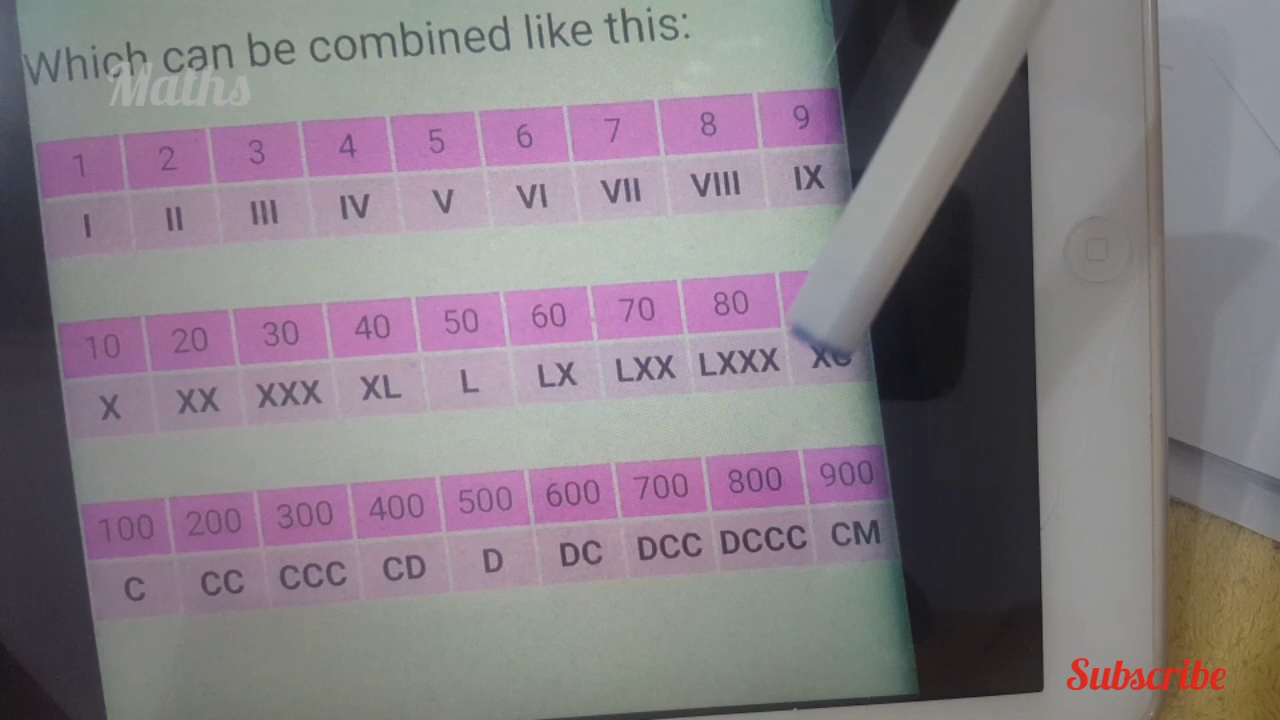 Which can be combined like this:
Maths
1 2 3 4 5 6 7 8 9
I II III IV V VI VII VIII IX
10 20 30 40 50 60 70 80
X XX XXX XL L LX LXX LXXX XC
100 200 300 400 500 600 700 800 900
C CC CCC CD D DC DCC DCCC CM
Subscribe